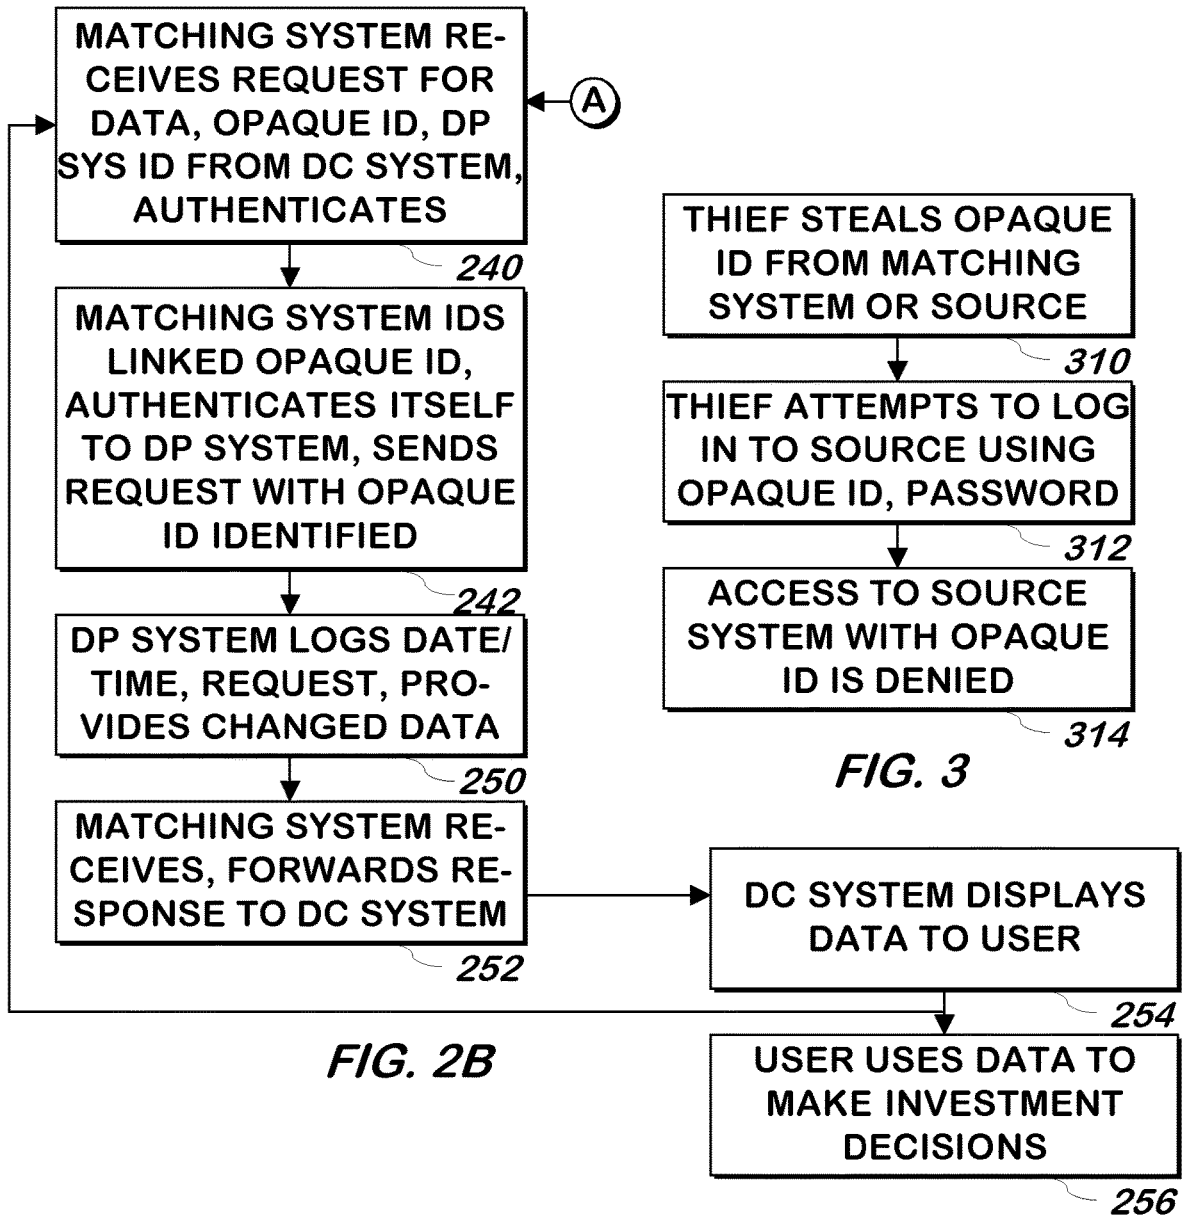 MATCHING SYSTEM RE-
CEIVES REQUEST FOR
DATA, OPAQUE ID, DP
SYS ID FROM DC SYSTEM,
AUTHENTICATES
A
240
MATCHING SYSTEM IDS
LINKED OPAQUE ID,
AUTHENTICATES ITSELF
TO DP SYSTEM, SENDS
REQUEST WITH OPAQUE
ID IDENTIFIED
242
DP SYSTEM LOGS DATE/
TIME, REQUEST, PRO-
VIDES CHANGED DATA
250
MATCHING SYSTEM RE-
CEIVES, FORWARDS RE-
SPONSE TO DC SYSTEM
252
DC SYSTEM DISPLAYS
DATA TO USER
254
USER USES DATA TO
MAKE INVESTMENT
DECISIONS
256
FIG. 2B
THIEF STEALS OPAQUE
ID FROM MATCHING
SYSTEM OR SOURCE
310
THIEF ATTEMPTS TO LOG
IN TO SOURCE USING
OPAQUE ID, PASSWORD
312
ACCESS TO SOURCE
SYSTEM WITH OPAQUE
ID IS DENIED
314
FIG. 3